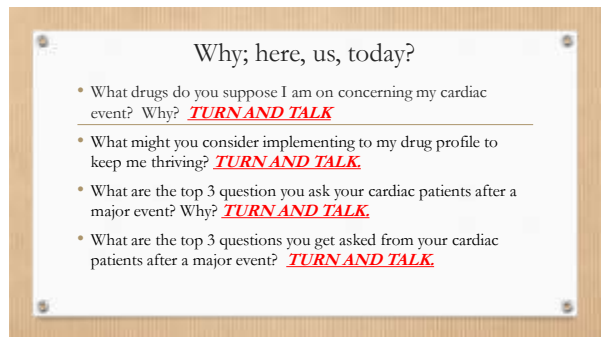 Why; here, us, today?
• What drugs do you suppose I am on concerning my cardiac
event? Why? TURN AND TALK
• What might you consider implementing to my drug profile to
keep me thriving? TURN AND TALK.
• What are the top 3 question you ask your cardiac patients after a
major event? Why? TURN AND TALK.
• What are the top 3 questions you get asked from your cardiac
patients after a major event? TURN AND TALK.